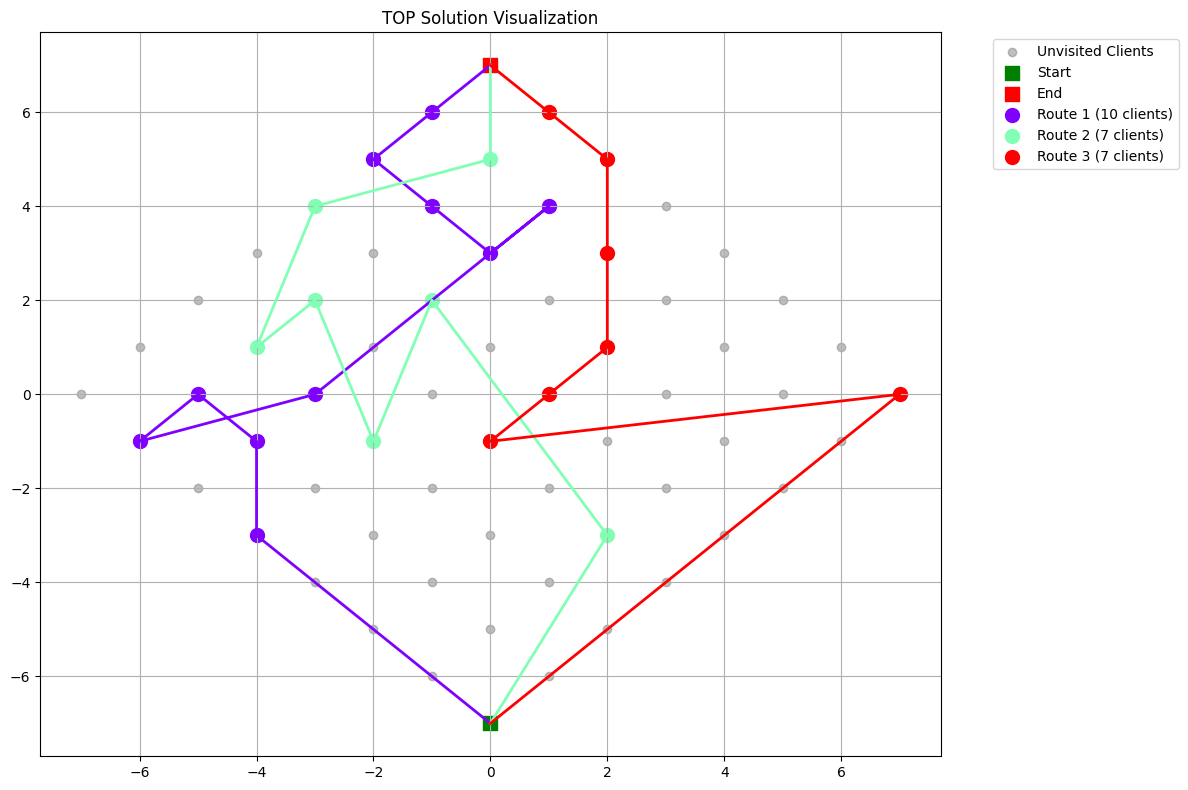 TOP Solution Visualization
Unvisited Clients
Start
End
Route 1 (10 clients)
Route 2 (7 clients)
Route 3 (7 clients)
6
4
2
0
−2
−4
−6
−6 −4 −2 0 2 4 6